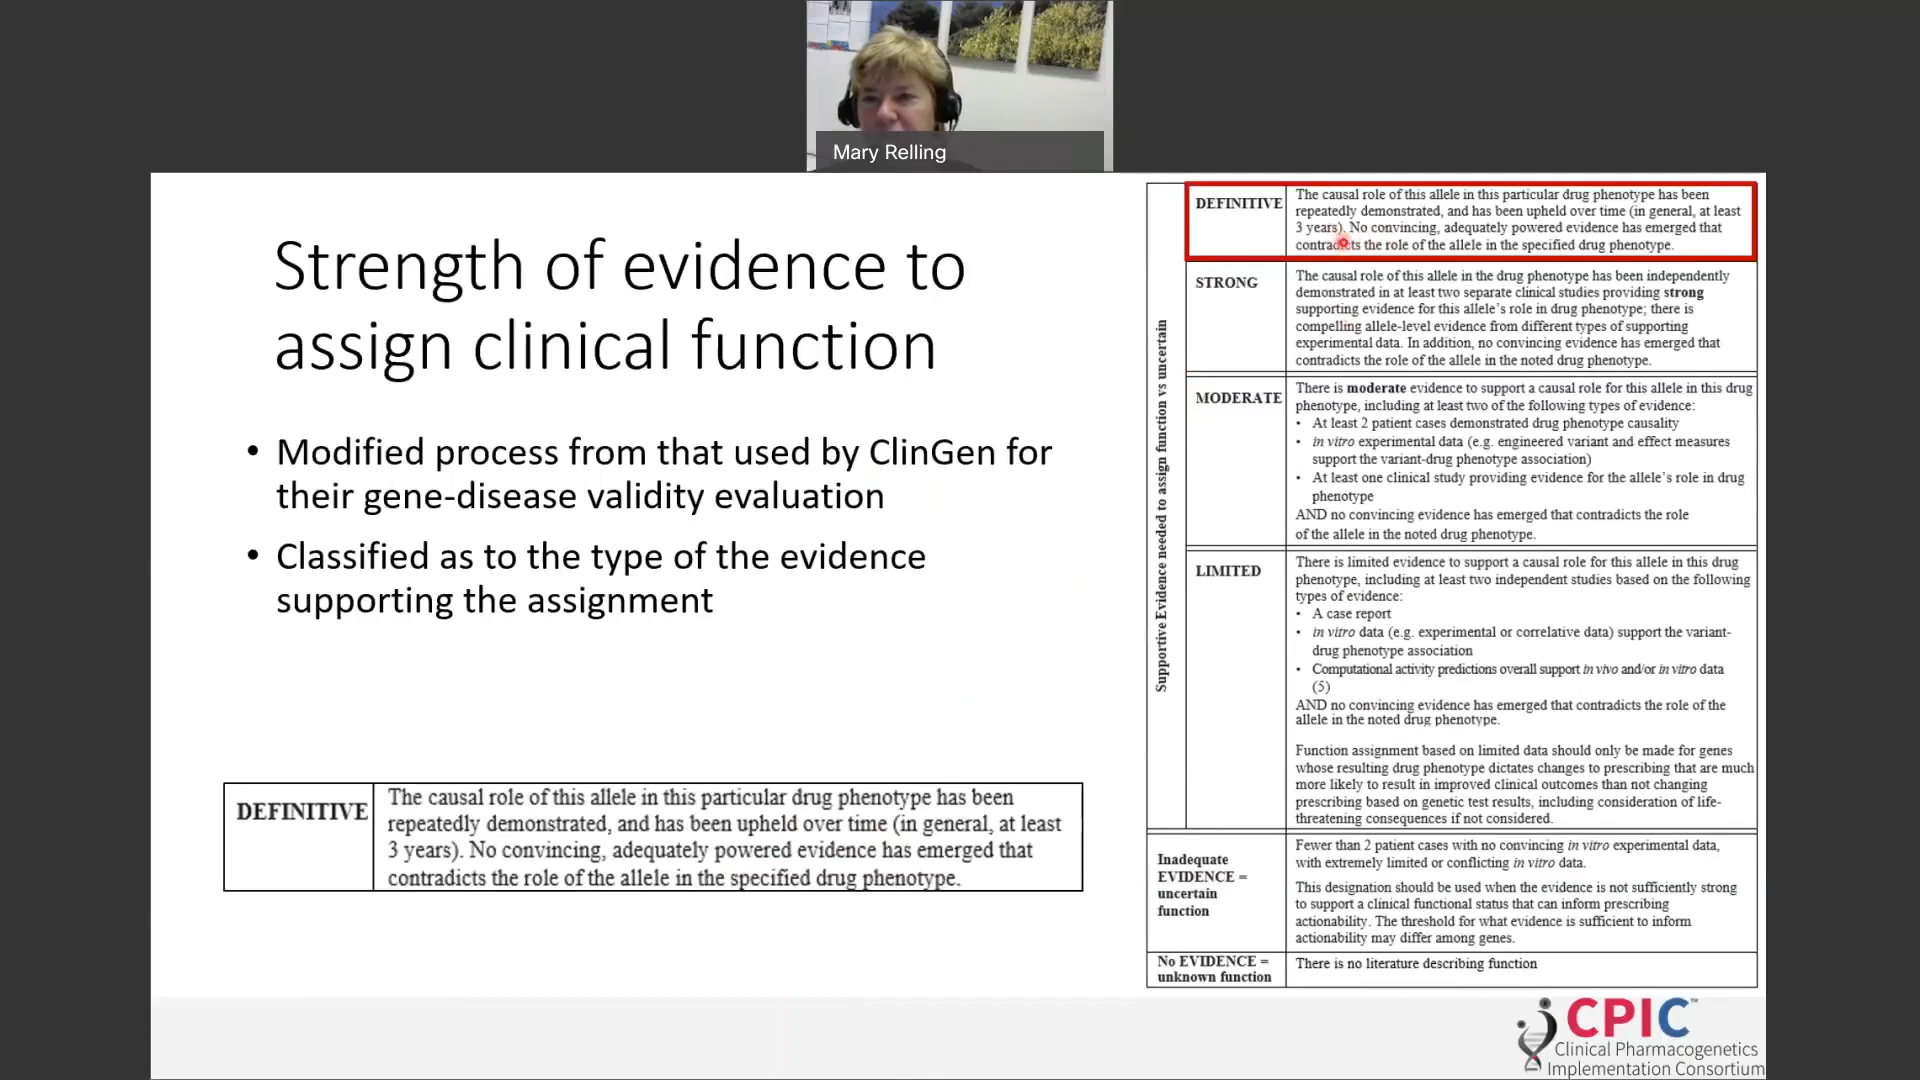 Mary Relling
Strength of evidence to
assign clinical function
• Modified process from that used by ClinGen for
their gene-disease validity evaluation
• Classified as to the type of the evidence
supporting the assignment
DEFINITIVE
The causal role of this allele in this particular drug phenotype has been
repeatedly demonstrated, and has been upheld over time (in general, at least
3 years). No convincing, adequately powered evidence has emerged that
contradicts the role of the allele in the specified drug phenotype.
Supportive Evidence needed to assign function vs uncertain
DEFINITIVE
The causal role of this allele in this particular drug phenotype has been
repeatedly demonstrated, and has been upheld over time (in general, at least
3 years). No convincing, adequately powered evidence has emerged that
contradicts the role of the allele in the specified drug phenotype.
STRONG
The causal role of this allele in the drug phenotype has been independently
demonstrated in at least two separate clinical studies providing strong
supporting evidence for this allele's role in drug phenotype; there is
compelling allele-level evidence from different types of supporting
experimental data. In addition, no convincing evidence has emerged that
contradicts the role of the allele in the noted drug phenotype.
MODERATE
There is moderate evidence to support a causal role for this allele in this drug
phenotype, including at least two of the following types of evidence:
• At least 2 patient cases demonstrated drug phenotype causality
• in vitro experimental data (e.g. engineered variant and effect measures
support the variant-drug phenotype association)
• At least one clinical study providing evidence for the allele's role in drug
phenotype
AND no convincing evidence has emerged that contradicts the role
of the allele in the noted drug phenotype.
LIMITED
There is limited evidence to support a causal role for this allele in this drug
phenotype, including at least two independent studies based on the following
types of evidence:
• A case report
• in vitro data (e.g. experimental or correlative data) support the variant-
drug phenotype association
• Computational activity predictions overall support in vivo and/or in vitro data
(5)
AND no convincing evidence has emerged that contradicts the role of the
allele in the noted drug phenotype.
Function assignment based on limited data should only be made for genes
whose resulting drug phenotype dictates changes to prescribing that are much
more likely to result in improved clinical outcomes than not changing
prescribing based on genetic test results, including consideration of life-
threatening consequences if not considered.
Inadequate
EVIDENCE =
uncertain
function
Fewer than 2 patient cases with no convincing in vitro experimental data,
with extremely limited or conflicting in vitro data.
This designation should be used when the evidence is not sufficiently strong
to support a clinical functional status that can inform prescribing
actionability. The threshold for what evidence is sufficient to inform
actionability may differ among genes.
No EVIDENCE =
unknown function
There is no literature describing function
CPIC™
Clinical Pharmacogenetics
Implementation Consortium